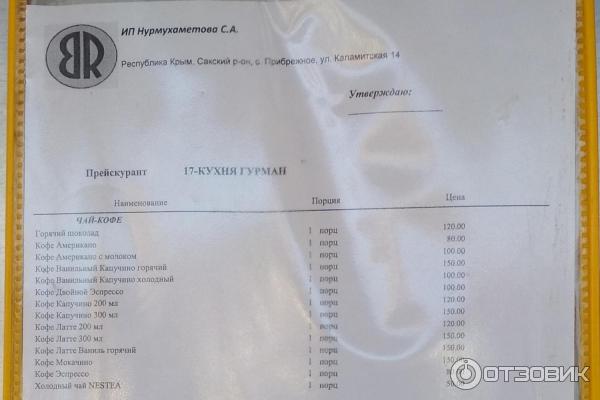 BR
ИП Нурмухаметова С.А.
Республика Крым, Сакский р-он, с. Прибрежное, ул. Каламитская 14
Утверждаю:
Прейскурант 17-КУХНЯ ГУРМАН
Наименование Порция Цена
ЧАЙ-КОФЕ
Горячий шоколад 1 порц 120.00
Кофе Американо 1 порц 80.00
Кофе Американо с молоком 1 порц 100.00
Кофе Ванильный Капучино горячий 1 порц 150.00
Кофе Ванильный Капучино холодный 1 порц 100.00
Кофе Двойной Эспрессо 1 порц 100.00
Кофе Капучино 200 мл 1 порц 120.00
Кофе Капучино 300 мл 1 порц 150.00
Кофе Латте 200 мл 1 порц 120.00
Кофе Латте 300 мл 1 порц 150.00
Кофе Латте Ваниль горячий 1 порц 150.00
Кофе Мокачино 1 порц
Кофе Эспрессо 1 порц
Холодный чай NESTEA 1 порц
ОТЗОВИК